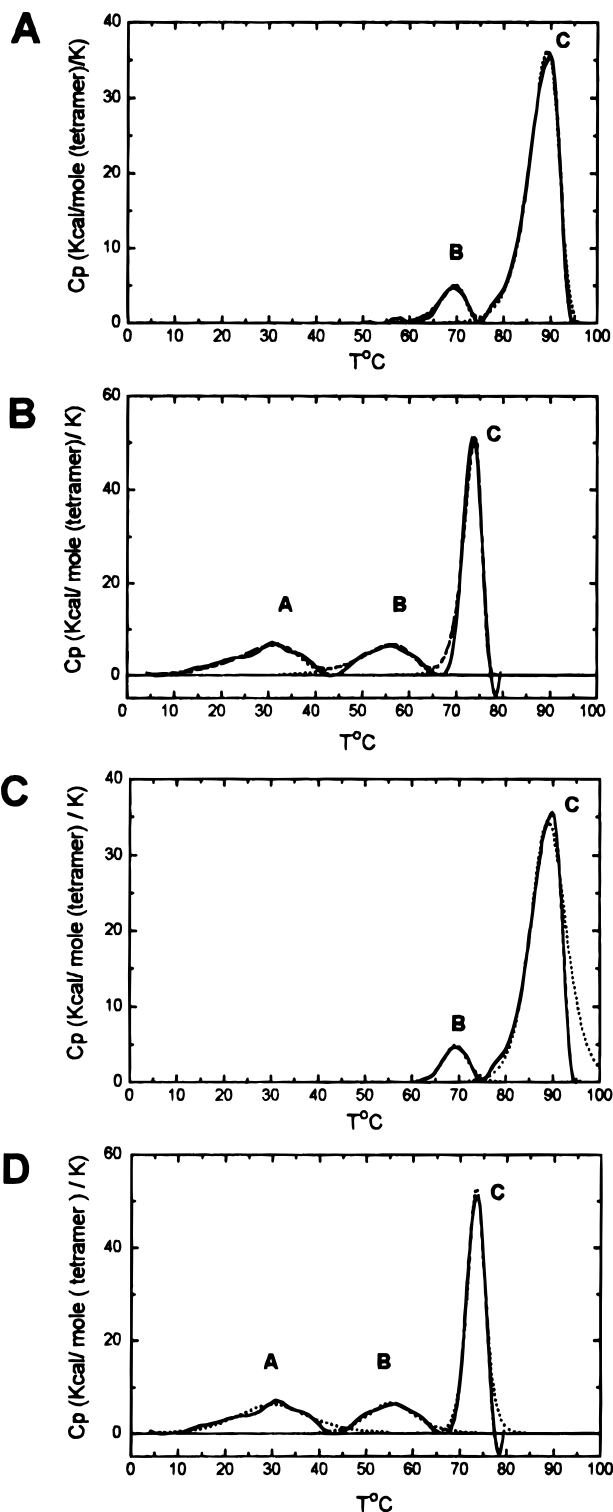 A
Cp (Kcal/mole (tetramer)/K)
40
30
20
10
0
B
C
0 10 20 30 40 50 60 70 80 90 100
T°C
B
Cp (Kcal/ mole (tetramer)/ K)
60
40
20
0
A
B
C
0 10 20 30 40 50 60 70 80 90 100
T°C
C
Cp (Kcal/ mole (tetramer) / K)
40
30
20
10
0
B
C
0 10 20 30 40 50 60 70 80 90 100
T°C
D
Cp (Kcal/ mole ( tetramer ) / K)
60
40
20
0
A
B
C
0 10 20 30 40 50 60 70 80 90 100
T°C